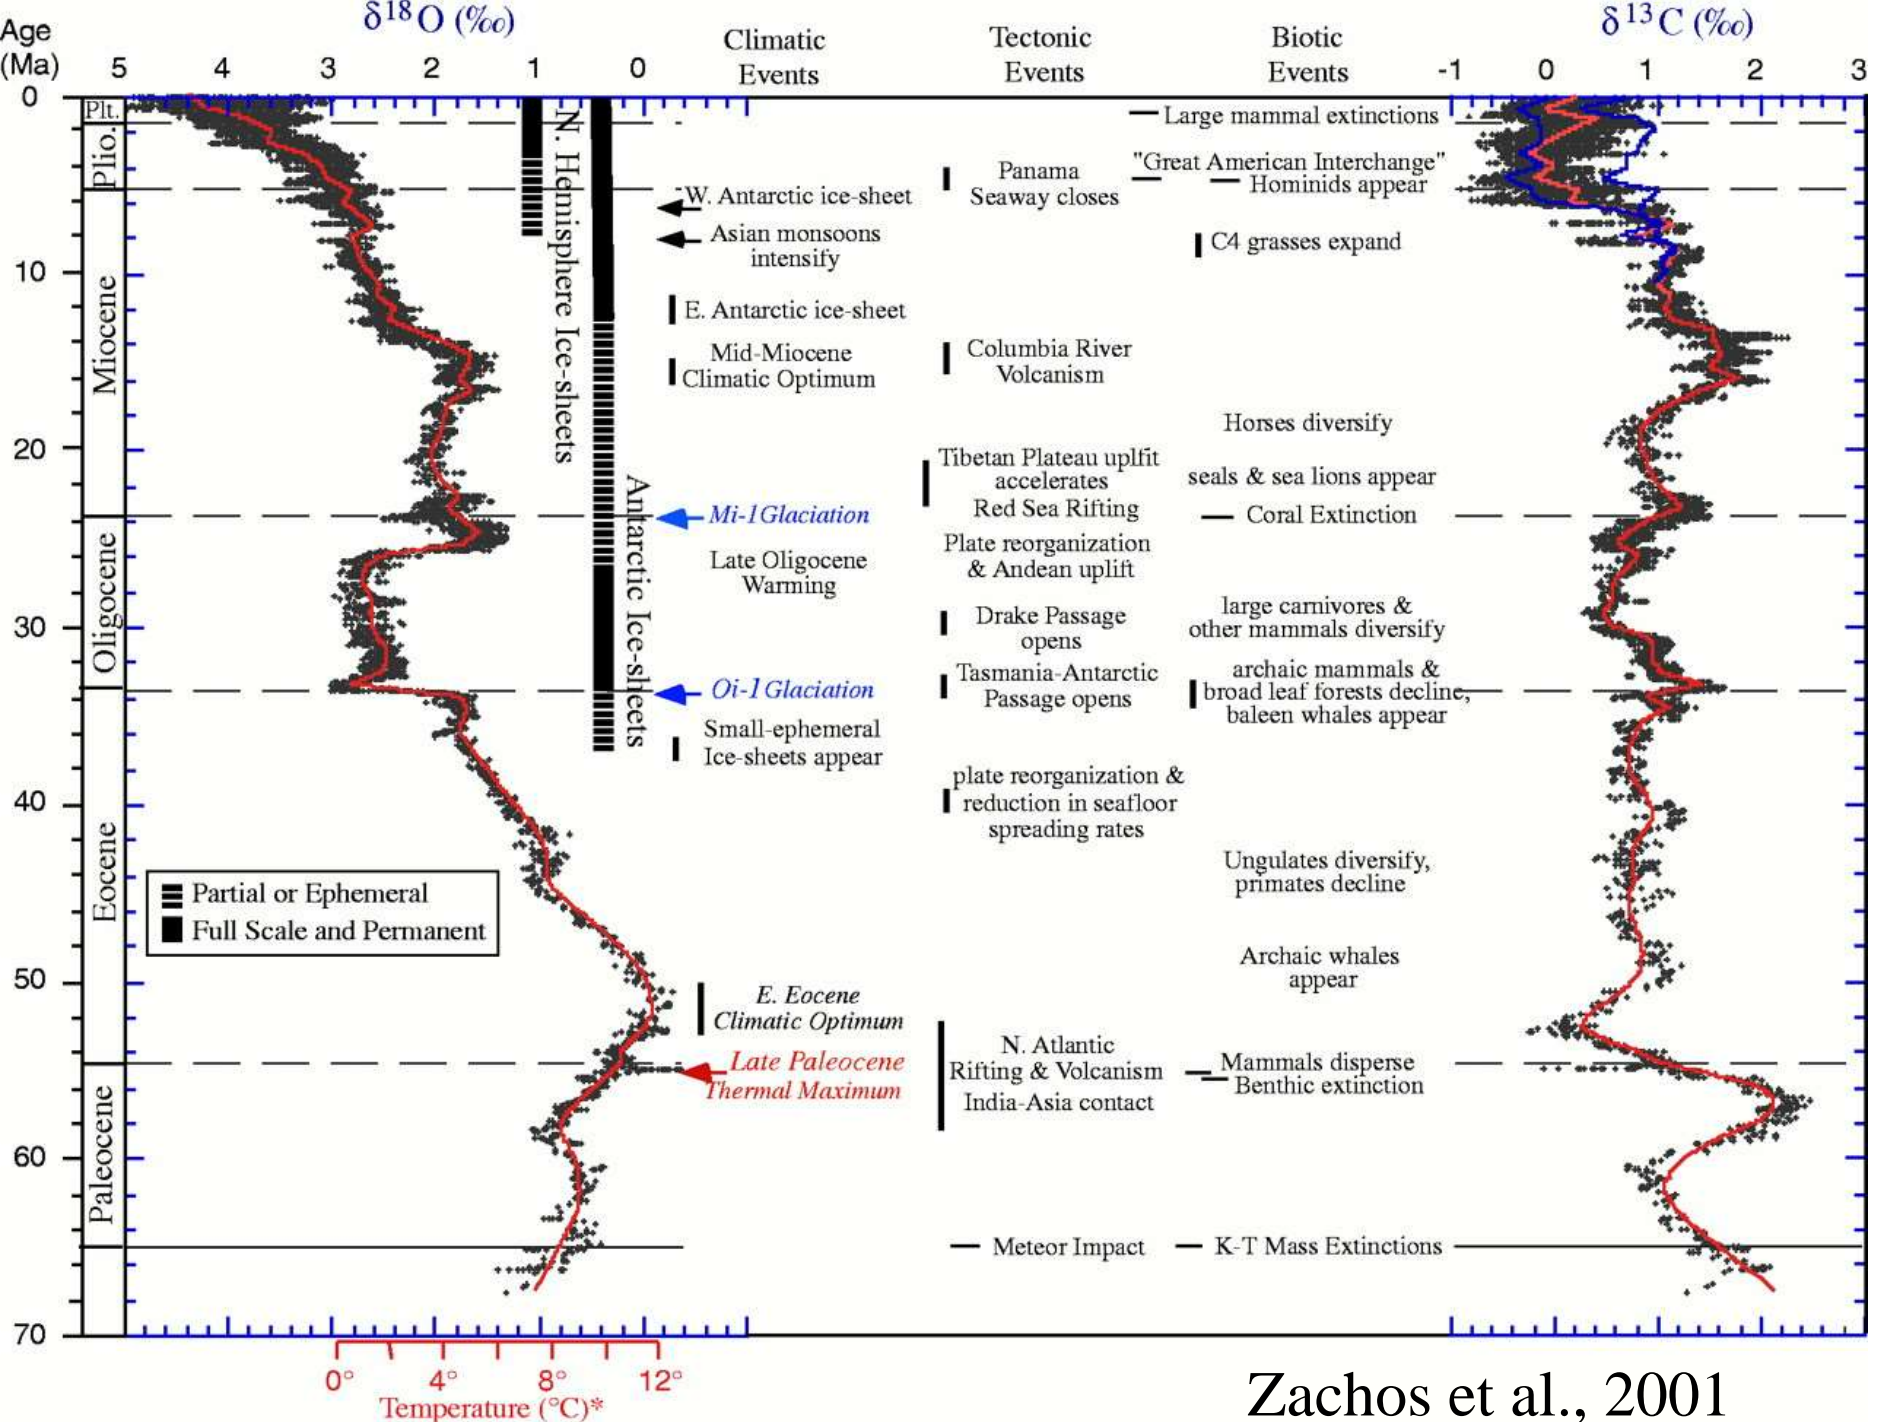 δ18O (‰)
δ13C (‰)
Age
(Ma)
5 4 3 2 1 0
Climatic
Events
Tectonic
Events
Biotic
Events
-1 0 1 2 3
0
10
20
30
40
50
60
70
Plt.
Plio.
Miocene
Oligocene
Eocene
Paleocene
N. Hemisphere Ice-sheets
Antarctic Ice-sheets
W. Antarctic ice-sheet
Asian monsoons
intensify
E. Antarctic ice-sheet
Mid-Miocene
Climatic Optimum
Mi-1Glaciation
Late Oligocene
Warming
Oi-1Glaciation
Small-ephemeral
Ice-sheets appear
E. Eocene
Climatic Optimum
Late Paleocene
Thermal Maximum
Panama
Seaway closes
Columbia River
Volcanism
Tibetan Plateau uplfit
accelerates
Red Sea Rifting
Plate reorganization
& Andean uplift
Drake Passage
opens
Tasmania-Antarctic
Passage opens
plate reorganization &
reduction in seafloor
spreading rates
N. Atlantic
Rifting & Volcanism
India-Asia contact
Meteor Impact
Large mammal extinctions
"Great American Interchange"
Hominids appear
C4 grasses expand
Horses diversify
seals & sea lions appear
Coral Extinction
large carnivores &
other mammals diversify
archaic mammals &
broad leaf forests decline,
baleen whales appear
Ungulates diversify,
primates decline
Archaic whales
appear
Mammals disperse
Benthic extinction
K-T Mass Extinctions
Partial or Ephemeral
Full Scale and Permanent
0° 4° 8° 12°
Temperature (°C)*
Zachos et al., 2001